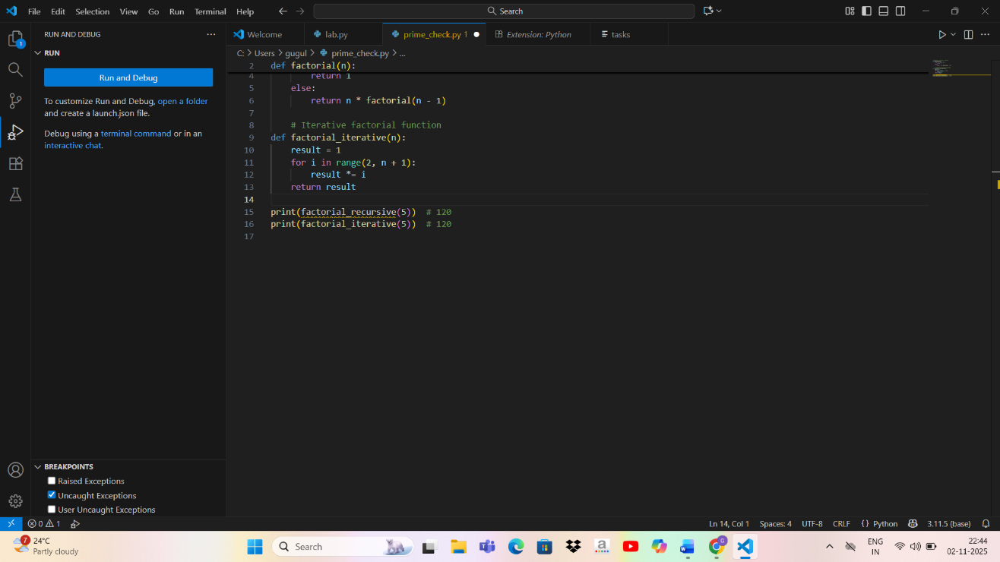 File Edit Selection View Go Run Terminal Help
Search
RUN AND DEBUG
Welcome
lab.py
prime_check.py 1
Extension: Python
tasks
1
RUN
Run and Debug
To customize Run and Debug, open a folder
and create a launch.json file.
Debug using a terminal command or in an
interactive chat.
C: > Users > gugul > prime_check.py > ...
2 def factorial(n):
4 return 1
5 else:
6 return n * factorial(n - 1)
7
8 # Iterative factorial function
9 def factorial_iterative(n):
10 result = 1
11 for i in range(2, n + 1):
12 result *= i
13 return result
14
15 print(factorial_recursive(5)) # 120
16 print(factorial_iterative(5)) # 120
17
BREAKPOINTS
Raised Exceptions
Uncaught Exceptions
User Uncaught Exceptions
0 1
Ln 14, Col 1 Spaces: 4 UTF-8 CRLF {} Python 3.11.5 (base)
7
24°C
Partly cloudy
Search
a
G
ENG
IN
22:44
02-11-2025